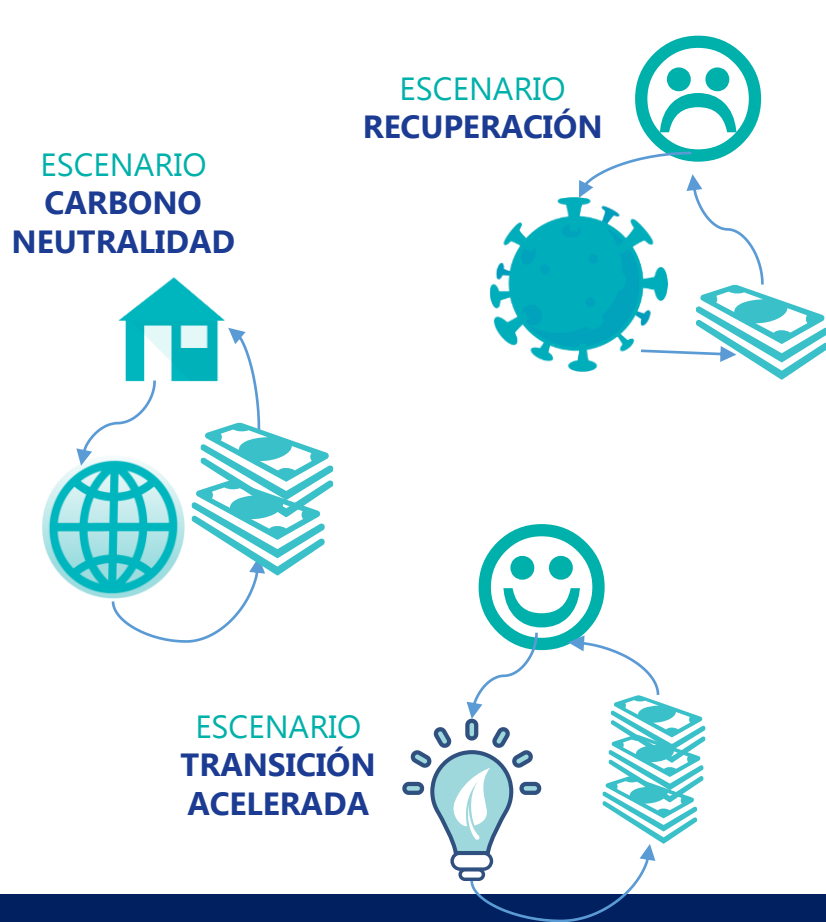 ESCENARIO
RECUPERACIÓN
ESCENARIO
CARBONO
NEUTRALIDAD
ESCENARIO
TRANSICIÓN
ACELERADA